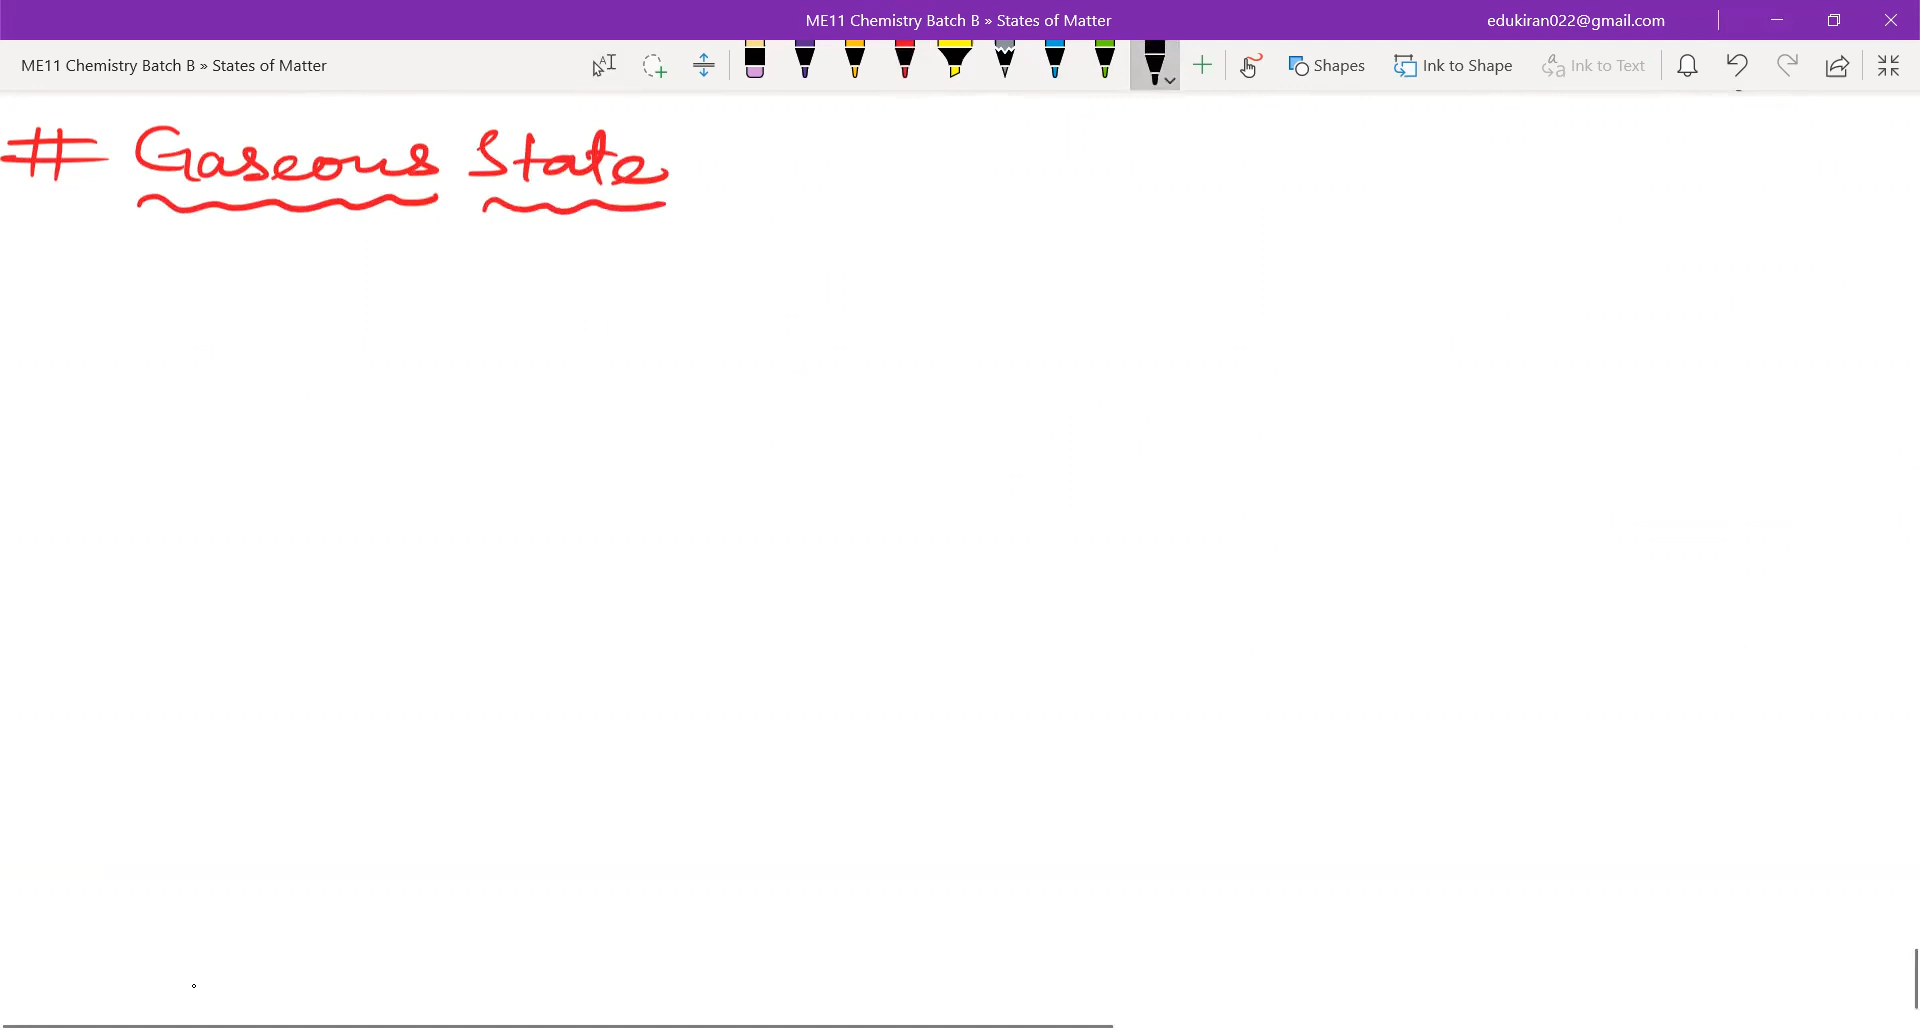 ME11 Chemistry Batch B » States of Matter
edukiran022@gmail.com
ME11 Chemistry Batch B » States of Matter
Shapes
Ink to Shape
Ink to Text
# Gaseous State